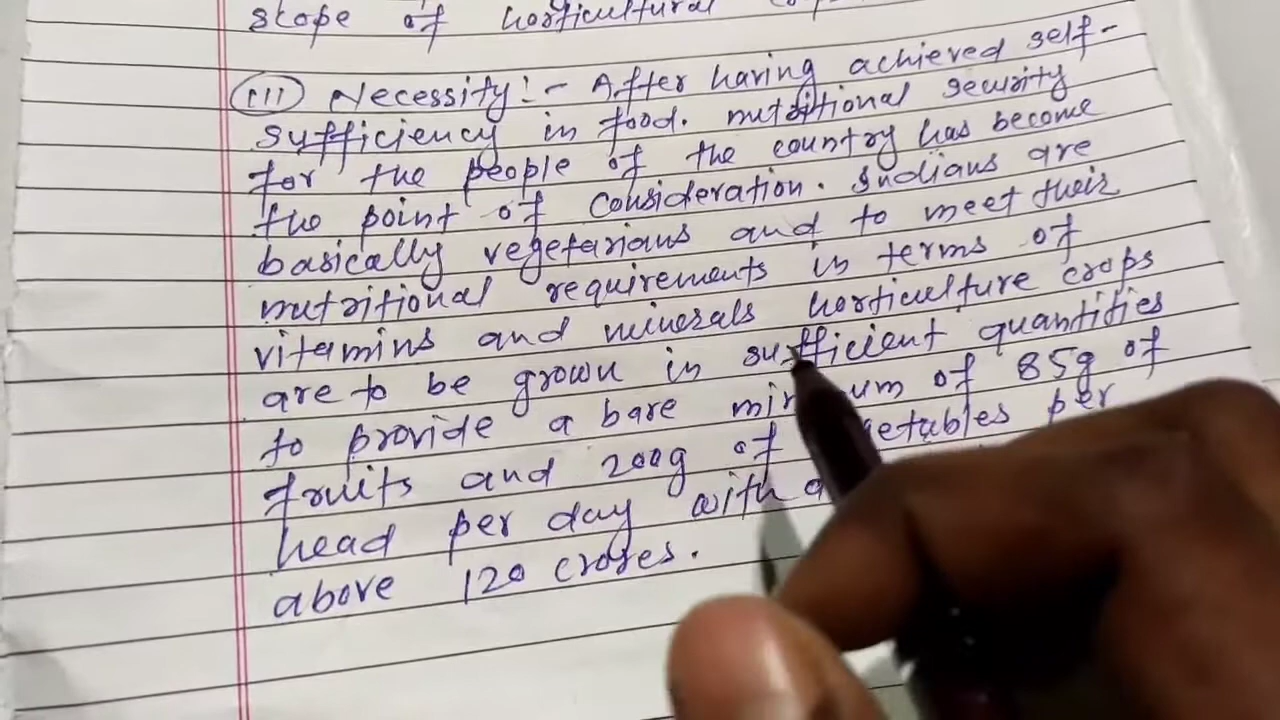 scope of horticultural
(III) Necessity:- After having achieved self-
sufficiency in food. nutritional security
for the people of the country has become
the point of consideration. Indians are
basically vegetarians and to meet their
nutritional requirements in terms of
vitamins and minerals horticulture crops
are to be grown in sufficient quantities
to provide a bare minimum of 85g of
fruits and 200g of vegetables per
head per day with a
above 120 crores.